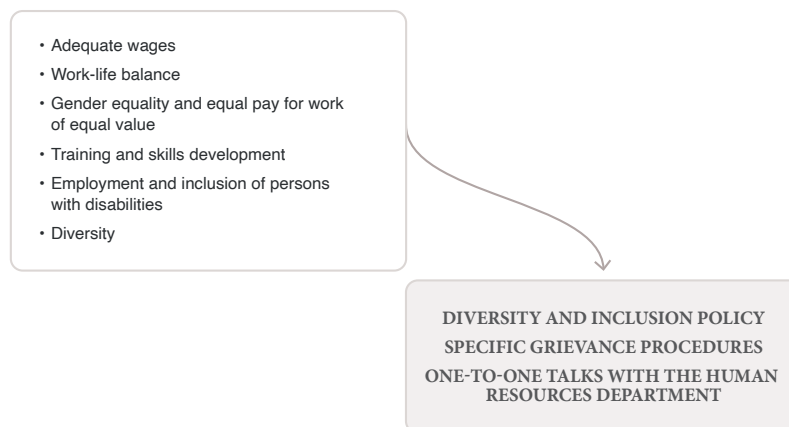 • Adequate wages
• Work-life balance
• Gender equality and equal pay for work
of equal value
• Training and skills development
• Employment and inclusion of persons
with disabilities
• Diversity
DIVERSITY AND INCLUSION POLICY
SPECIFIC GRIEVANCE PROCEDURES
ONE-TO-ONE TALKS WITH THE HUMAN
RESOURCES DEPARTMENT